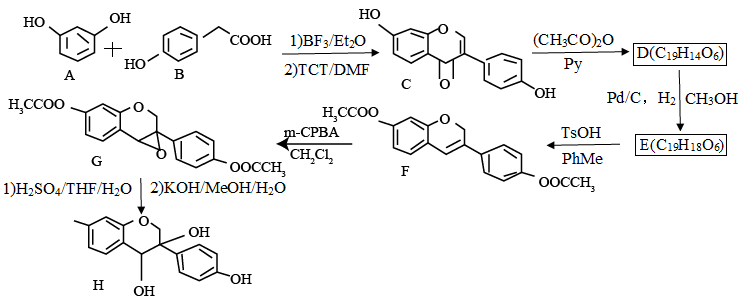 HO OH
A
+
HO COOH
B
1)BF₃/Et₂O
2)TCT/DMF
HO O
O
OH
C
(CH₃CO)₂O
Py
D(C₁₉H₁₄O₆)
Pd/C，H₂ CH₃OH
E(C₁₉H₁₈O₆)
TsOH
PhMe
H₃CCOO O
OOCCH₃
F
m-CPBA
CH₂Cl₂
H₃CCOO O
O
OOCCH₃
G
1)H₂SO₄/THF/H₂O 2)KOH/MeOH/H₂O
O
OH
OH
OH
H